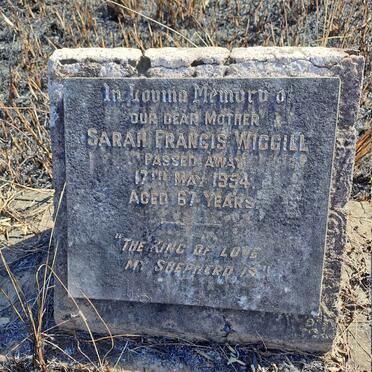 In Loving Memory of
OUR DEAR MOTHER
SARAH FRANCIS WIGGILL
PASSED AWAY
17TH MAY 1954
AGED 67 YEARS
"THE KING OF LOVE
MY SHEPHERD IS"